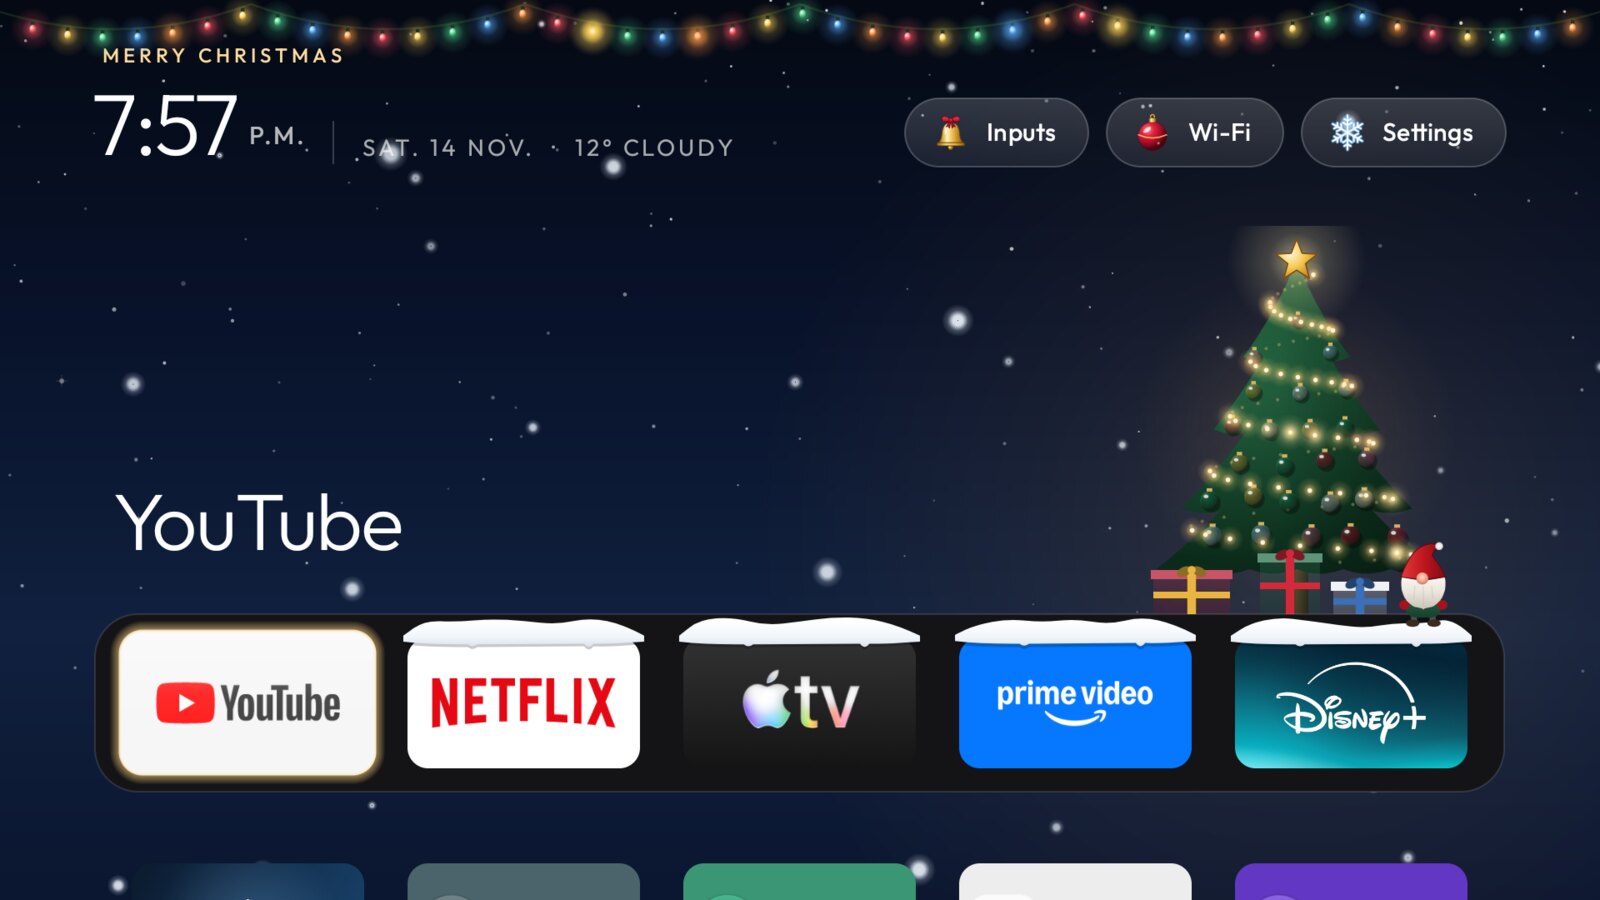 MERRY CHRISTMAS
7:57 P.M.
SAT. 14 NOV. · 12° CLOUDY
Inputs
Wi-Fi
Settings
YouTube
YouTube
NETFLIX
tv
prime video
Disney+